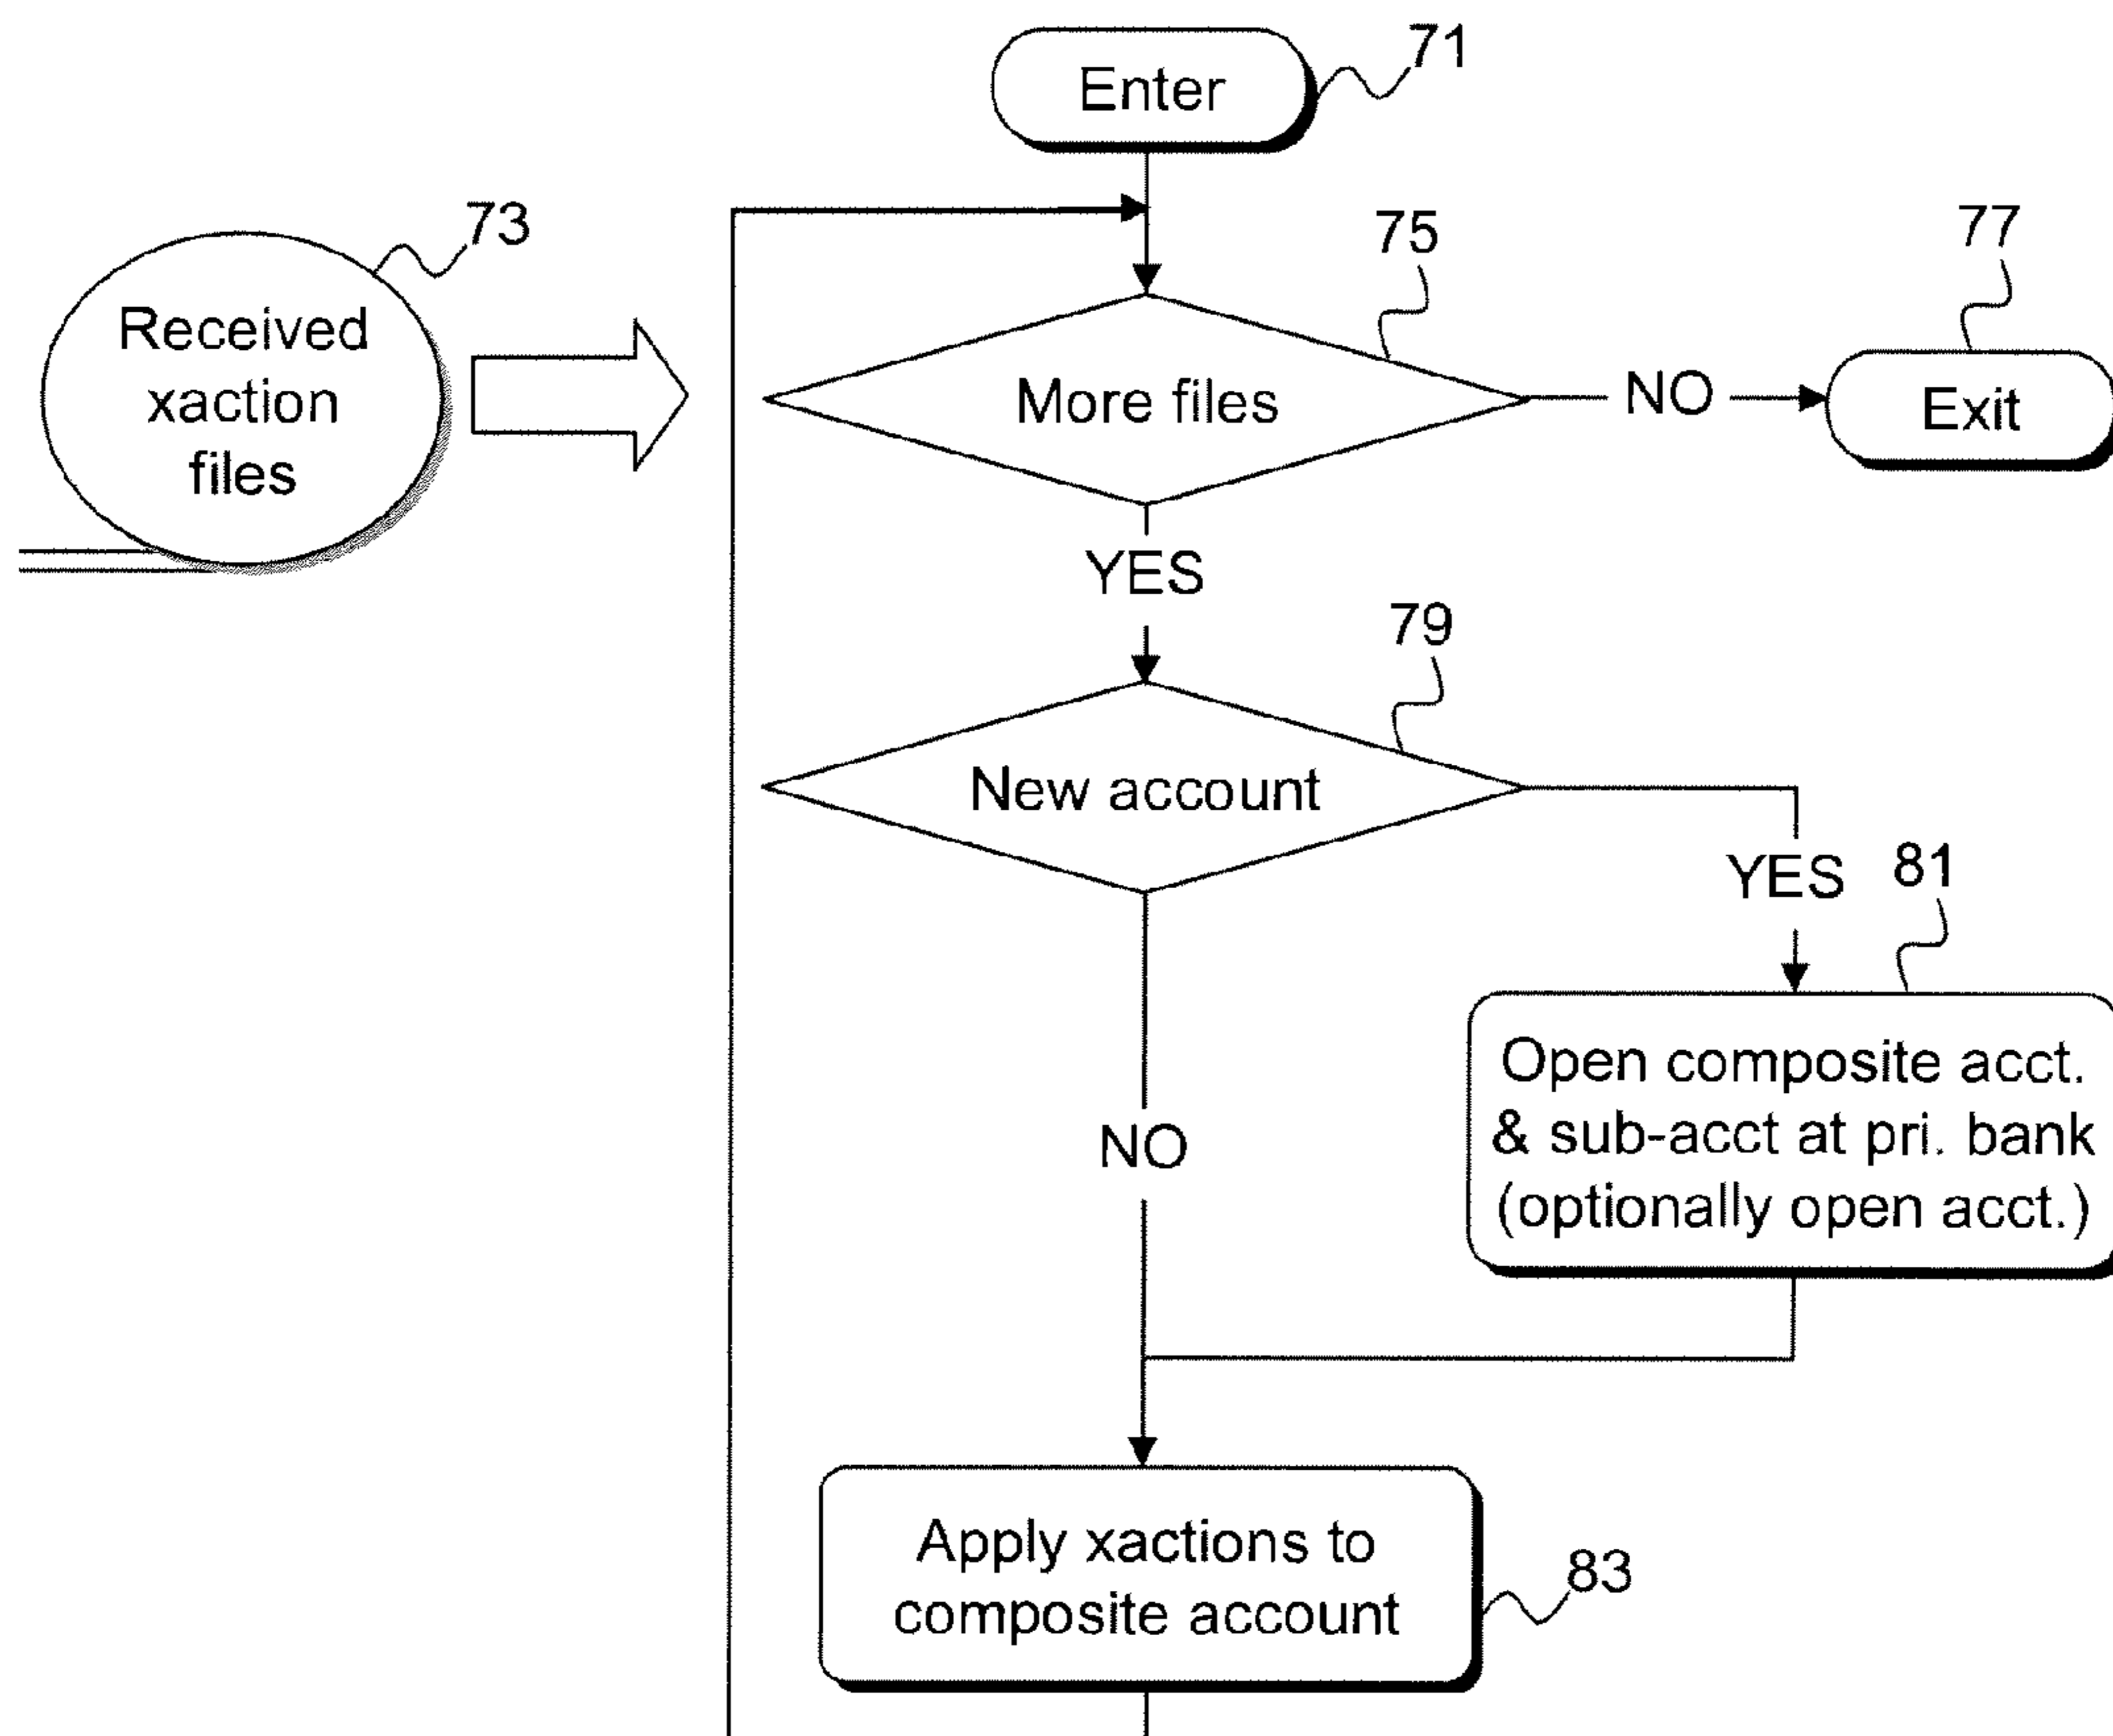 Enter
71
73
Received
xaction
files
75
More files
NO
77
Exit
YES
79
New account
YES
81
NO
Open composite acct.
& sub-acct at pri. bank
(optionally open acct.)
Apply xactions to
composite account
83